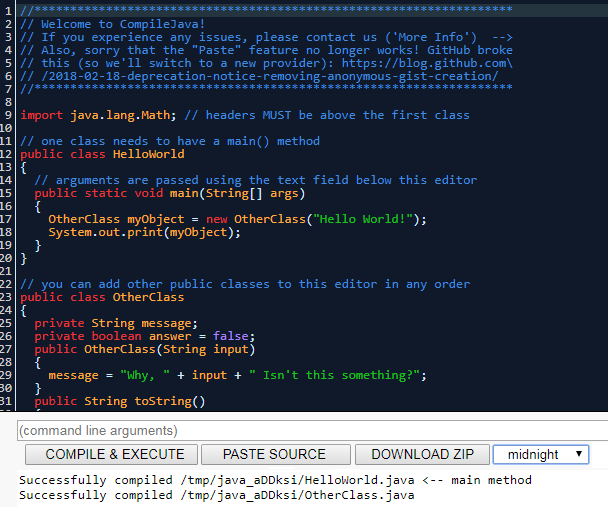 1 //*******************************************************************
2 // Welcome to CompileJava!
3 // If you experience any issues, please contact us ('More Info')  -->
4 // Also, sorry that the "Paste" feature no longer works! GitHub broke
5 // this (so we'll switch to a new provider): https://blog.github.com\
6 // /2018-02-18-deprecation-notice-removing-anonymous-gist-creation/
7 //*******************************************************************
8
9 import java.lang.Math; // headers MUST be above the first class
10
11 // one class needs to have a main() method
12 public class HelloWorld
13 {
14   // arguments are passed using the text field below this editor
15   public static void main(String[] args)
16   {
17     OtherClass myObject = new OtherClass("Hello World!");
18     System.out.print(myObject);
19   }
20 }
21
22 // you can add other public classes to this editor in any order
23 public class OtherClass
24 {
25   private String message;
26   private boolean answer = false;
27   public OtherClass(String input)
28   {
29     message = "Why, " + input + " Isn't this something?";
30   }
31   public String toString()
(command line arguments)
COMPILE & EXECUTE PASTE SOURCE DOWNLOAD ZIP midnight
Successfully compiled /tmp/java_aDDksi/HelloWorld.java <-- main method
Successfully compiled /tmp/java_aDDksi/OtherClass.java